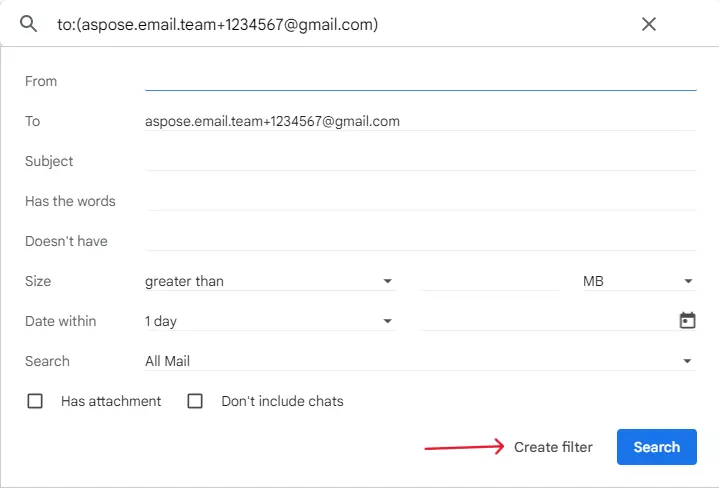 to:(aspose.email.team+1234567@gmail.com)
From
To aspose.email.team+1234567@gmail.com
Subject
Has the words
Doesn't have
Size greater than MB
Date within 1 day
Search All Mail
Has attachment Don't include chats
Create filter Search